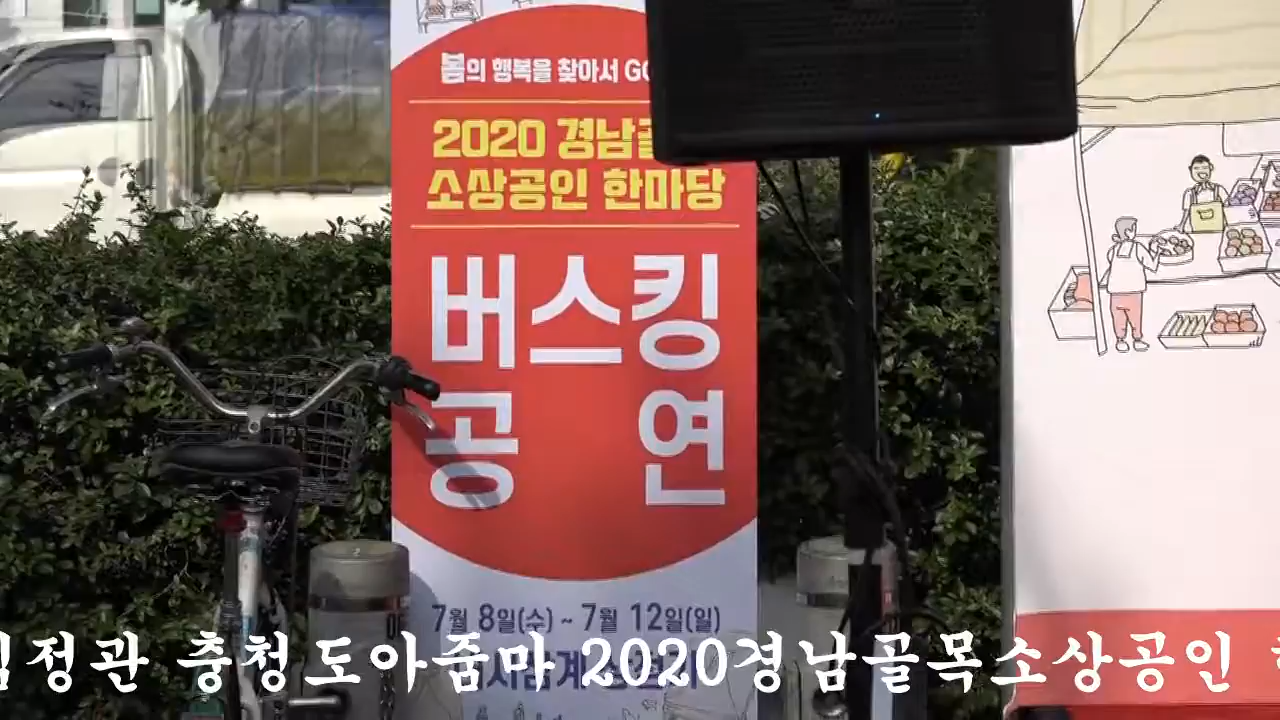 봄의 행복을 찾아서
2020 경남골
소상공인 한마당
버스킹
공연
7월 8일(수) ~ 7월 12일(일)
김정관 충청도아줌마 2020경남골목소상공인